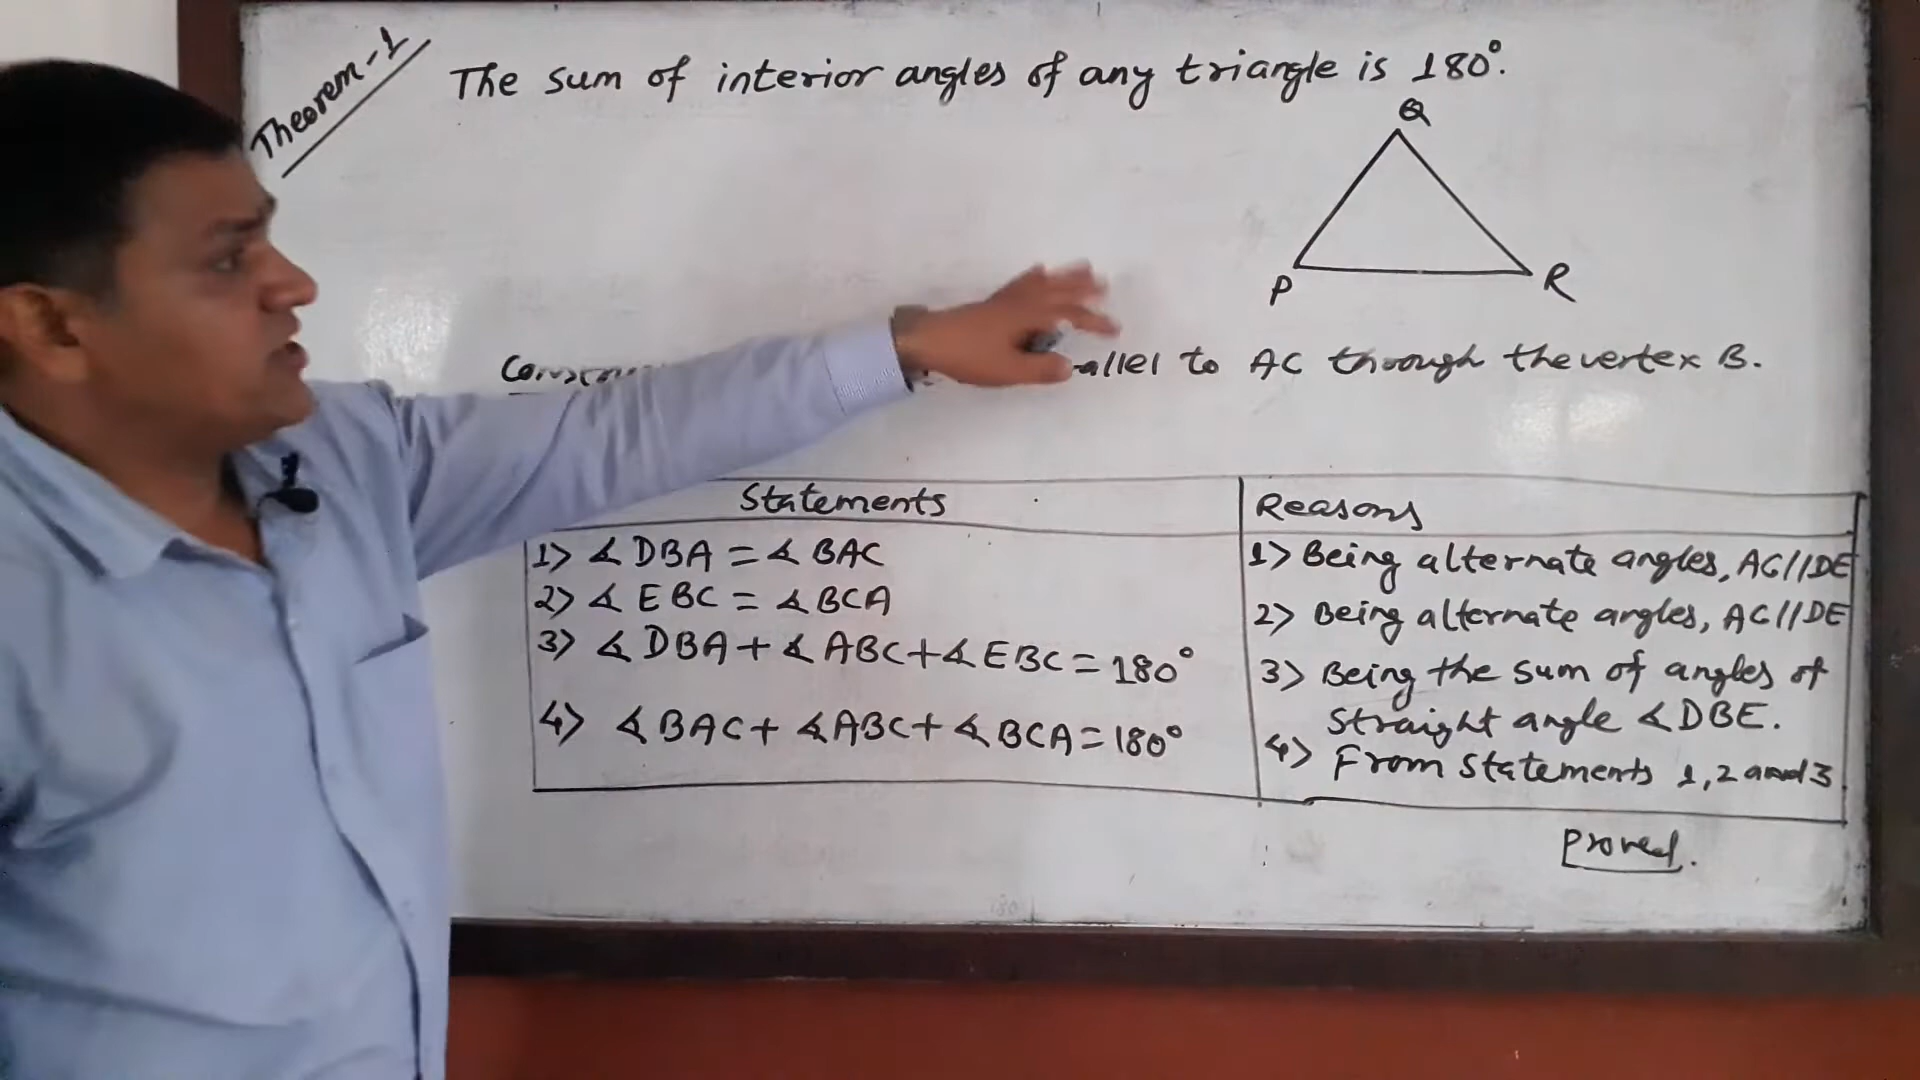 Theorem-1
The sum of interior angles of any triangle is 180°.
Q
P
R
to AC through the vertex B.
Statements
Reasons
1) ∡ DBA = ∡ BAC
1) Being alternate angles, AC//DE
2) ∡ EBC = ∡ BCA
2) Being alternate angles, AC//DE
3) ∡ DBA + ∡ ABC + ∡ EBC = 180°
3) Being the sum of angles of
straight angle ∡ DBE.
4) ∡ BAC + ∡ ABC + ∡ BCA = 180°
4) From statements 1, 2 and 3
Proved.